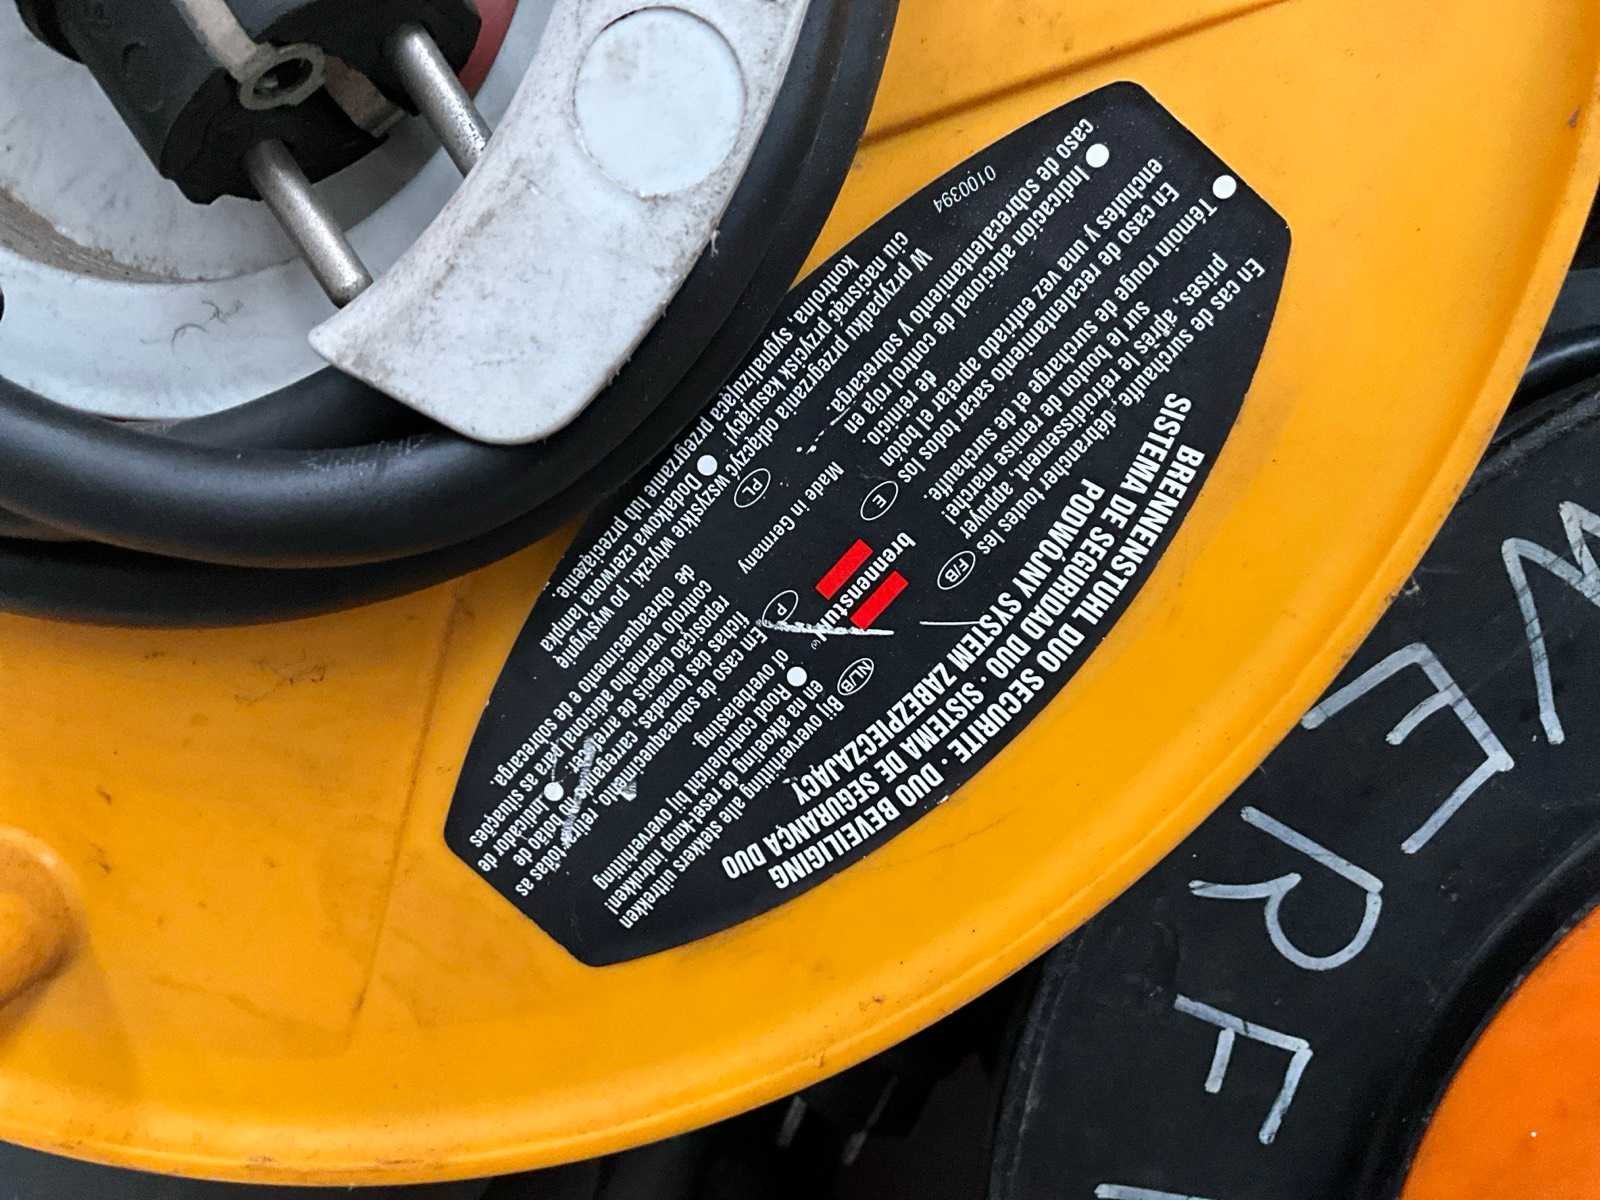 BRENNENSTUHL DUO SECURITE · DUO BEVEILIGING
SISTEMA DE SEGURIDAD DUO · SISTEMA DE SEGURANÇA DUO
PODWÓJNY SYSTEM ZABEZPIECZAJĄCY
F/B
En cas de surchauffe, débrancher toutes les
prises, après le refroidissement, appuyer
sur le bouton de remise marche!
Témoin rouge de surcharge et de surchauffe
NL/B
Bij oververhitting alle stekkers uittrekken
en na afkoeling de reset-knop indrukken!
Rood controlelicht bij oververhitting
of overbelasting.
E
En caso de recalentamiento sacar todos los
enchufes y una vez enfriado apretar el botón
de reinicio.
Indicación adicional de control roja en
caso de sobrecalentamiento y sobrecarga.
brennenstuhl
Made in Germany
P
Em caso de sobreaquecimento, retirar todas as
fichas das tomadas, carregando no botão de
reposição depois de arrefecer. Indicador de
controlo vermelho adicional para as situações
de sobreaquecimento e de sobrecarga.
PL
W przypadku przegrzania odłączyć wszystkie wtyczki, po wystygnię
ciu nacisnąć przycisk kasujący! Dodatkowa czerwona lampka
kontrolna, sygnalizująca przegrzanie lub przeciążenie.
0100394
WERF